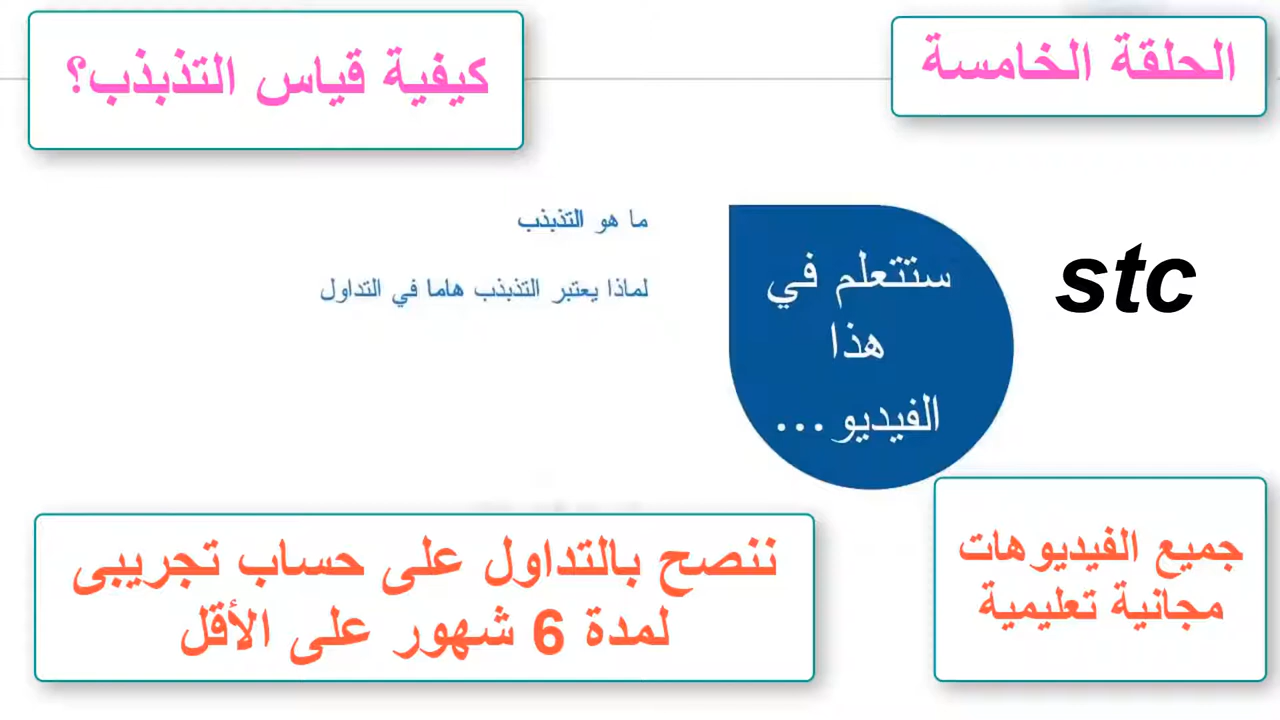 الحلقة الخامسة
كيفية قياس التذبذب؟
ستتعلم في
هذا
الفيديو...
ما هو التذبذب
لماذا يعتبر التذبذب هاما في التداول
stc
جميع الفيديوهات
مجانية تعليمية
ننصح بالتداول على حساب تجريبى
لمدة 6 شهور على الأقل